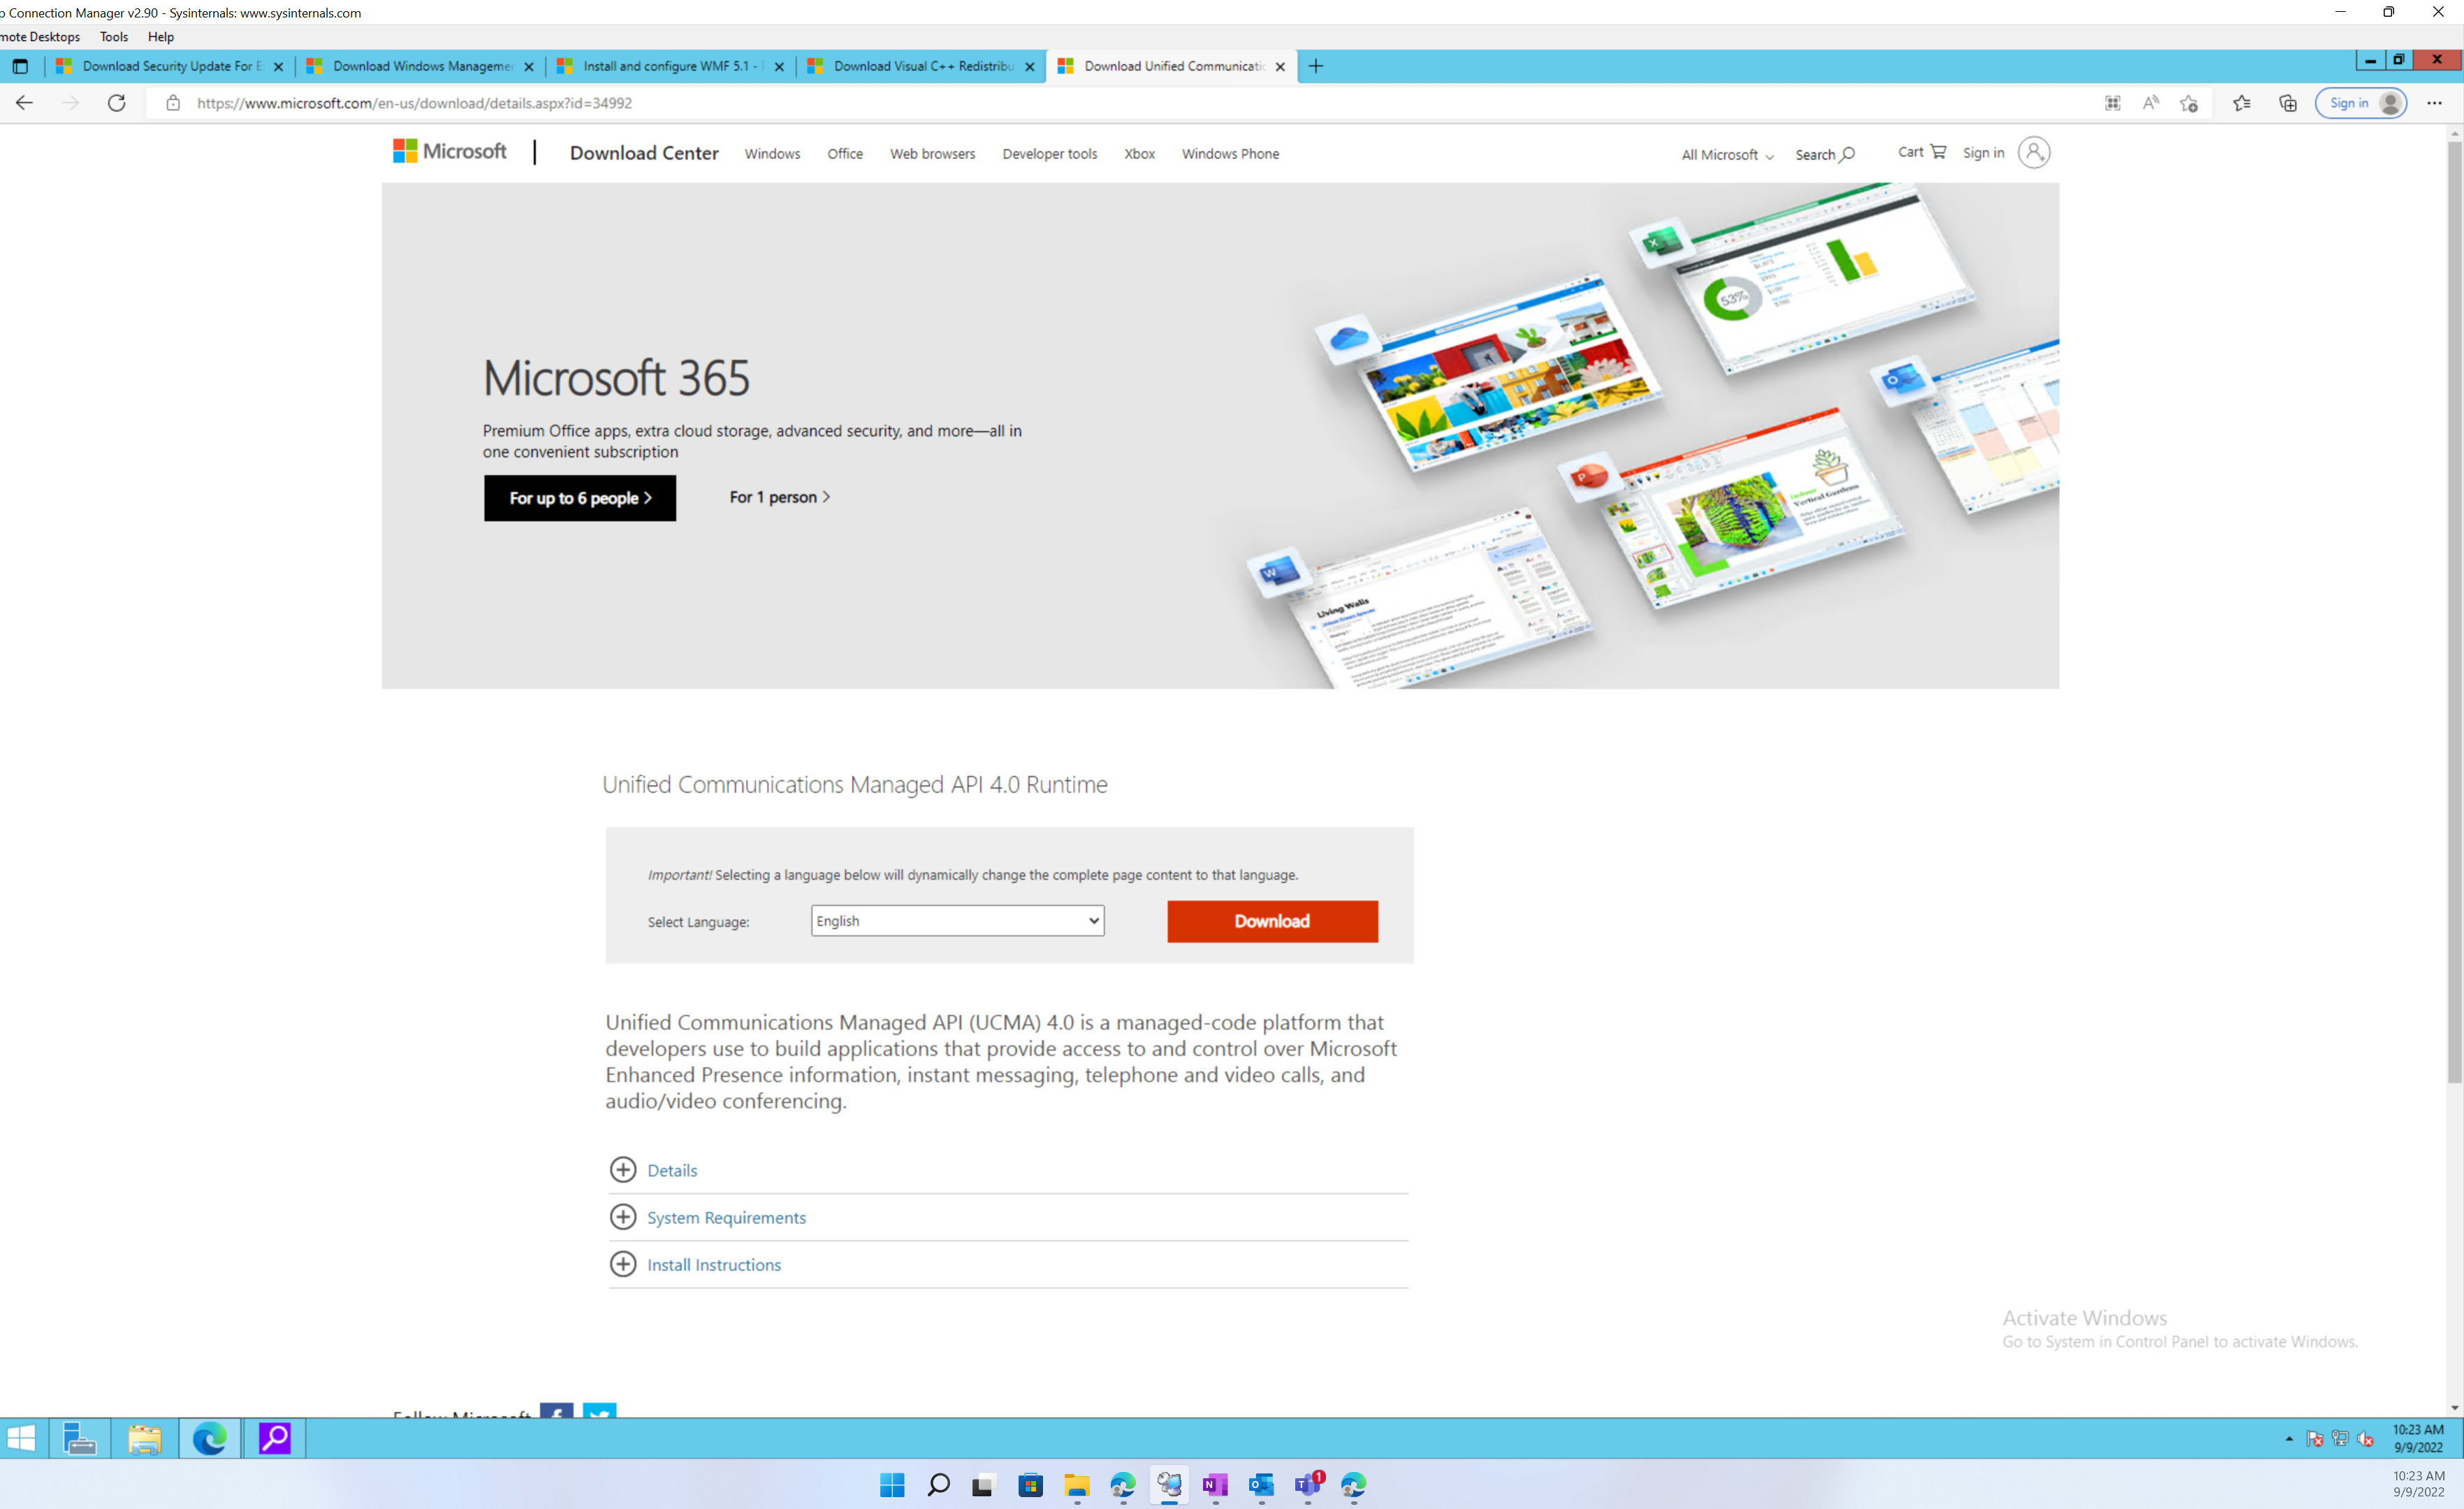 p Connection Manager v2.90 - Sysinternals: www.sysinternals.com
mote Desktops Tools Help
Download Security Update For E
Download Windows Managemen
Install and configure WMF 5.1 -
Download Visual C++ Redistribu
Download Unified Communicatio
https://www.microsoft.com/en-us/download/details.aspx?id=34992
Sign in
Microsoft
Download Center Windows Office Web browsers Developer tools Xbox Windows Phone
All Microsoft Search Cart Sign in
Microsoft 365
Premium Office apps, extra cloud storage, advanced security, and more—all in
one convenient subscription
For up to 6 people >
For 1 person >
53%
Indoor
Vertical Gardens
Living Walls
Unified Communications Managed API 4.0 Runtime
Important! Selecting a language below will dynamically change the complete page content to that language.
Select Language:
English
Download
Unified Communications Managed API (UCMA) 4.0 is a managed-code platform that
developers use to build applications that provide access to and control over Microsoft
Enhanced Presence information, instant messaging, telephone and video calls, and
audio/video conferencing.
Details
System Requirements
Install Instructions
Activate Windows
Go to System in Control Panel to activate Windows.
Follow Microsoft
10:23 AM
9/9/2022
1
10:23 AM
9/9/2022